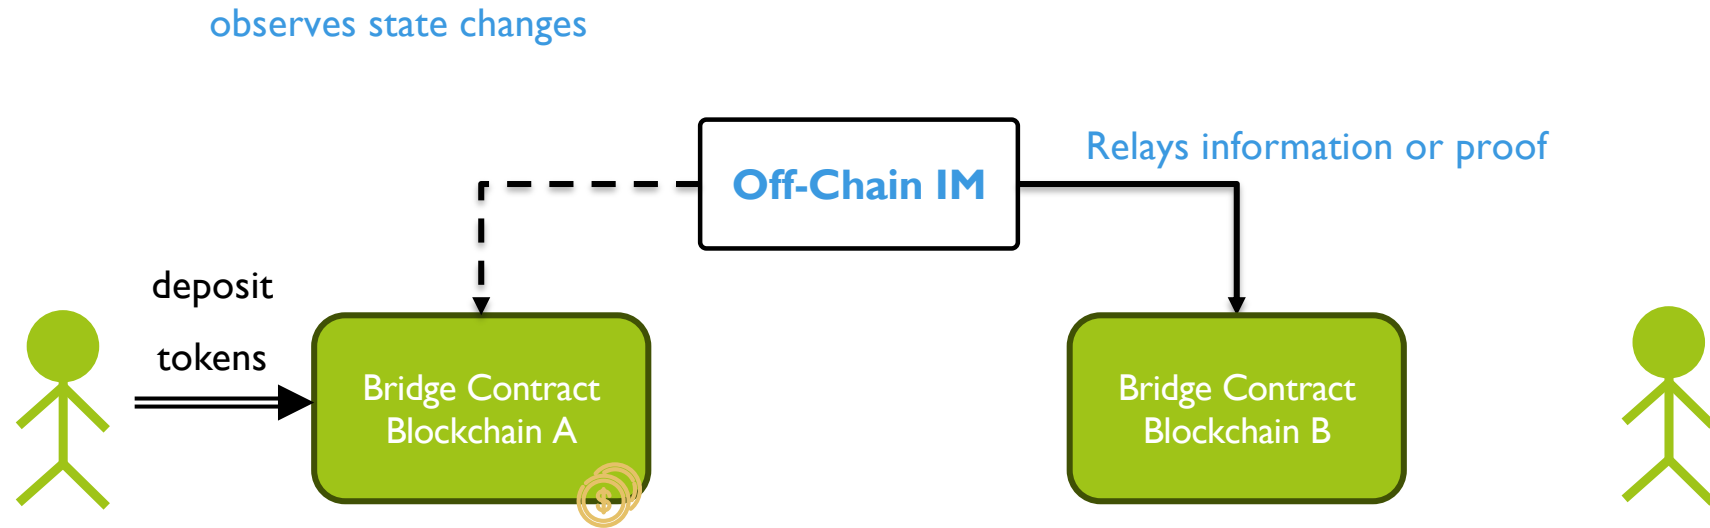 observes state changes
Off-Chain IM
Relays information or proof
deposit
tokens
Bridge Contract
Blockchain A
$
Bridge Contract
Blockchain B